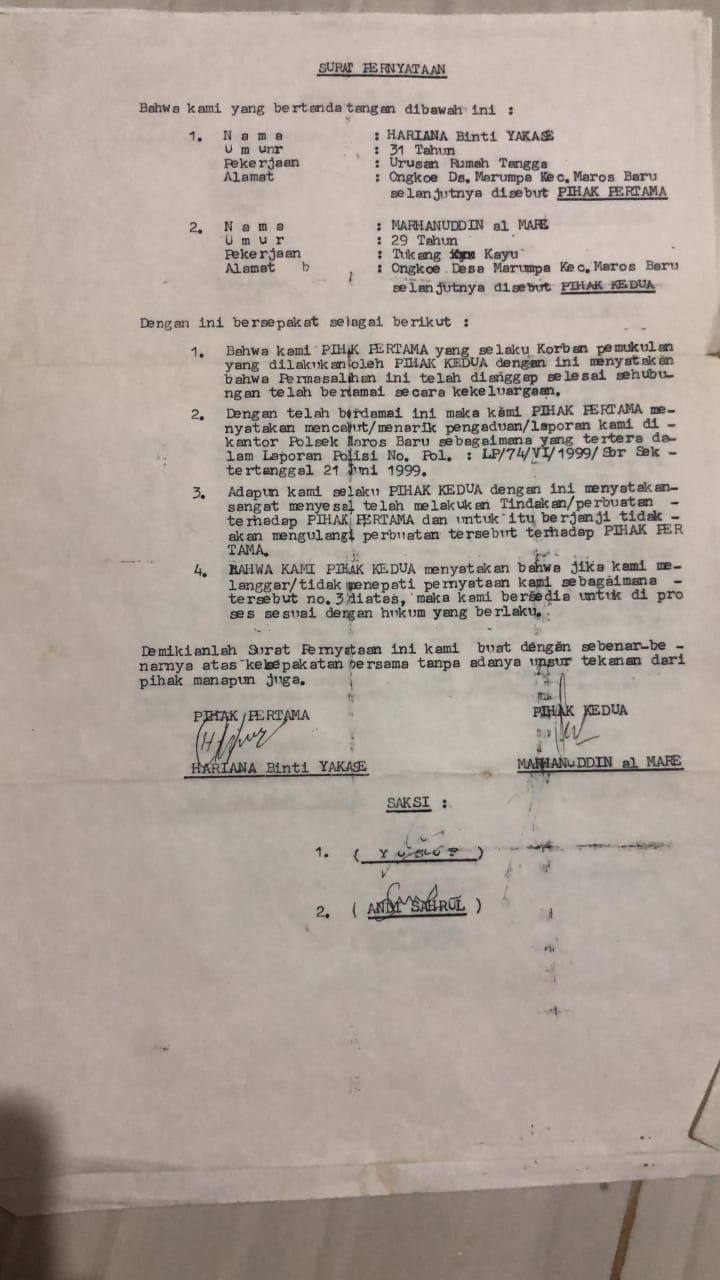 SURAT PERNYATAAN
Bahwa kami yang bertanda tangan dibawah ini :
1. N a m a : HARIANA Binti YAKASE
U m unr : 31 Tahun
Pekerjaan : Urusan Rumah Tangga
Alamat : Ongkoe Ds. Marumpa Kec. Maros Baru
selanjutnya disebut PIHAK PERTAMA
2. N a m a : MARHANUDDIN al MARE
U m u r : 29 Tahun
Pekerjaan : Tukang Kayu
Alamat b : Ongkoe Desa Marumpa Kec. Maros Baru
selanjutnya disebut PIHAK KEDUA
Dengan ini bersepakat sebagai berikut :
1. Bahwa kami PIHAK PERTAMA yang selaku Korban pemukulan
yang dilakukan oleh PIHAK KEDUA dengan ini menyatakan
bahwa Permasalihan ini telah dianggap selesai sehubu-
ngan telah berdamai secara kekeluargaan.
2. Dengan telah berdamai ini maka kami PIHAK PERTAMA me-
nyatakan mencabut/menarik pengaduan/laporan kami di -
kantor Polsek Maros Baru sebagaimana yang tertera da-
lam Laporan Polisi No. Pol. : LP/74/VI/1999/Sbr Sek -
tertanggal 21 Juni 1999.
3. Adapun kami selaku PIHAK KEDUA dengan ini menyatakan-
sangat menyesal telah melakukan Tindakan/perbuatan -
terhadap PIHAK PERTAMA dan untuk itu berjanji tidak -
akan mengulangi perbuatan tersebut terhadap PIHAK PER
TAMA.
4. BAHWA KAMI PIHAK KEDUA menyatakan bahwa jika kami me-
langgar/tidak menepati pernyataan kami sebagaimana -
tersebut no. 3 diatas, maka kami bersedia untuk di pro
ses sesuai dengan hukum yang berlaku.
Demikianlah Surat Pernyataan ini kami buat dengan sebenar-be -
narnya atas kesepakatan bersama tanpa adanya unsur tekanan dari
pihak manapun juga.
PIHAK PERTAMA PIHAK KEDUA
HARIANA Binti YAKASE MARHANUDDIN al MARE
SAKSI :
1. ( )
2. ( ANDI SAHRUL )